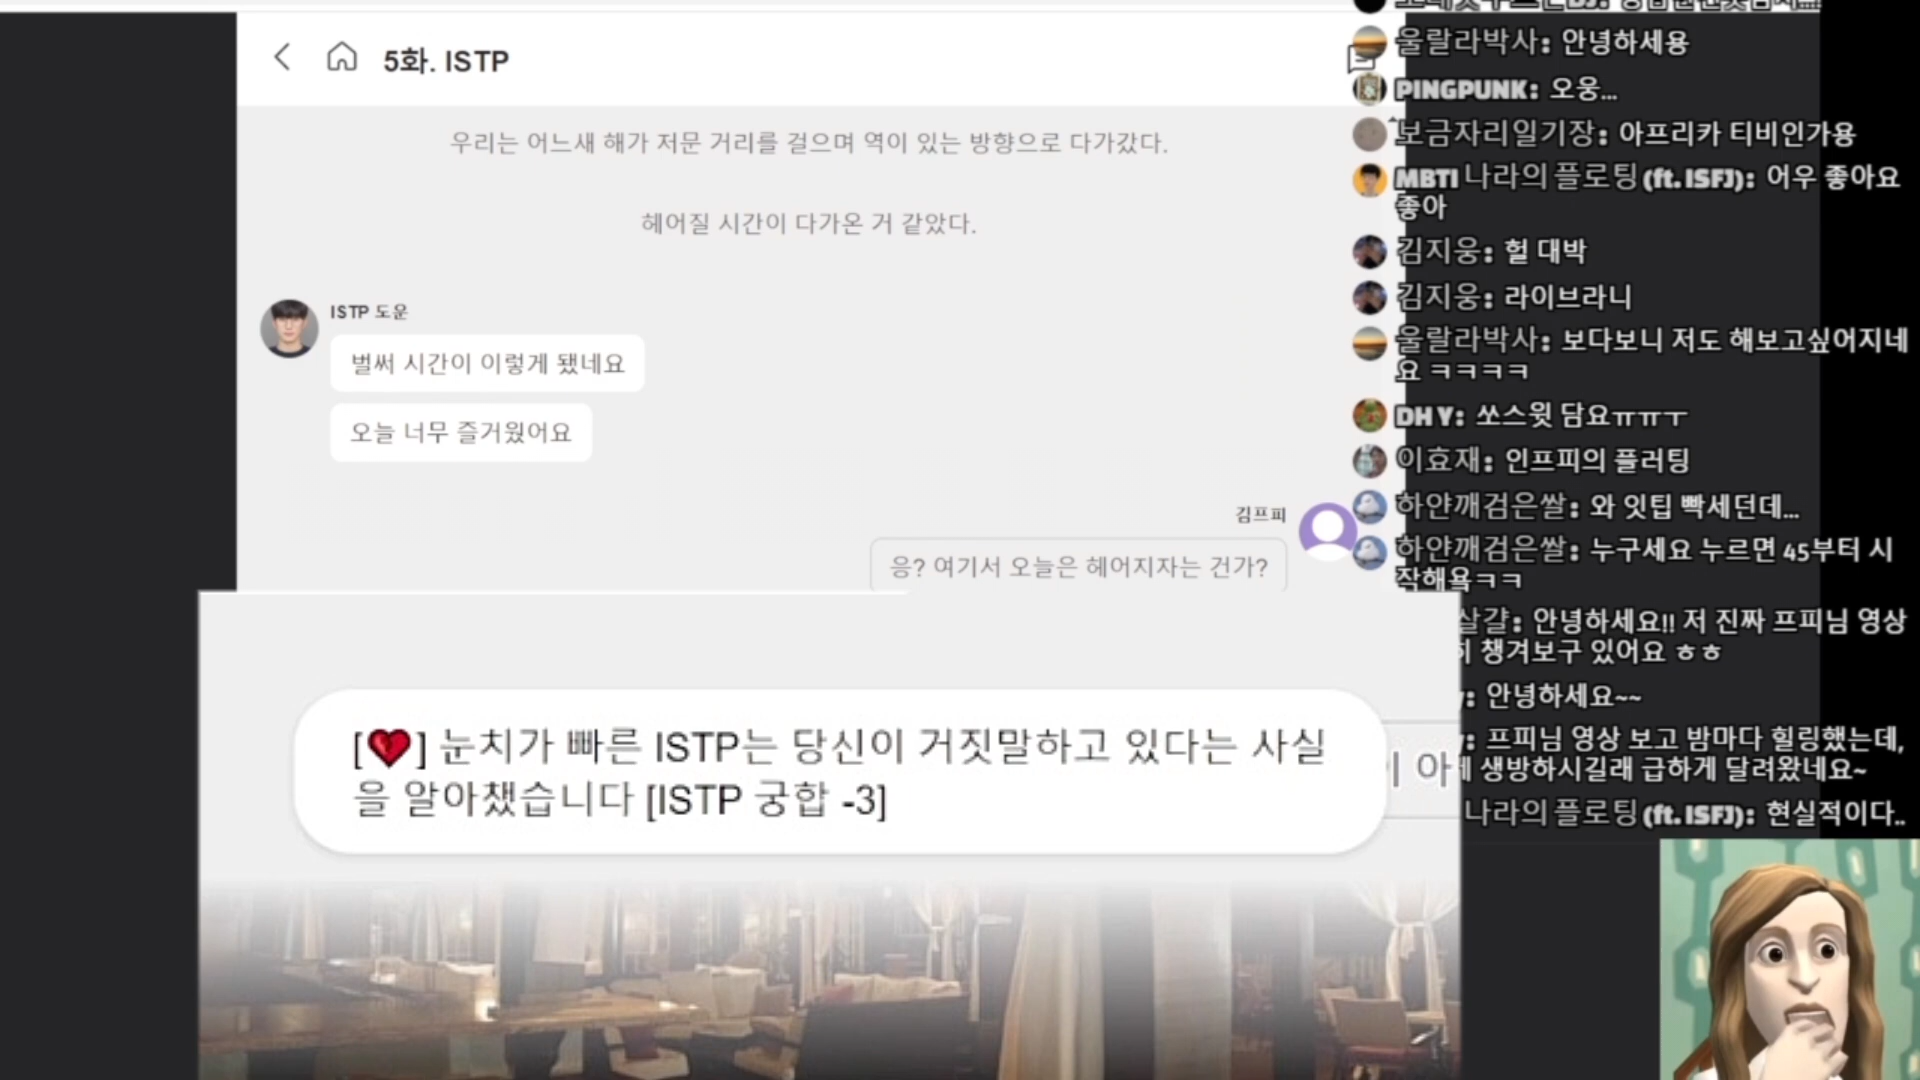 5화. ISTP
우리는 어느새 해가 저문 거리를 걸으며 역이 있는 방향으로 다가갔다.
헤어질 시간이 다가온 거 같았다.
ISTP 도운
벌써 시간이 이렇게 됐네요
오늘 너무 즐거웠어요
김프피
응? 여기서 오늘은 헤어지자는 건가?
[💔] 눈치가 빠른 ISTP는 당신이 거짓말하고 있다는 사실
을 알아챘습니다 [ISTP 궁합 -3]
아
울랄라박사: 안녕하세용
PINGPUNK: 오웅...
보금자리일기장: 아프리카 티비인가용
MBTI 나라의 플로팅 (ft. ISFJ): 어우 좋아요
좋아
김지웅: 헐 대박
김지웅: 라이브라니
울랄라박사: 보다보니 저도 해보고싶어지네
요 ㅋㅋㅋㅋ
DH Y: 쏘스윗 담요ㅠㅠㅜ
이효재: 인프피의 플러팅
하얀깨검은쌀: 와 잇팁 빡세던데...
하얀깨검은쌀: 누구세요 누르면 45부터 시
작해욬ㅋㅋ
살걀: 안녕하세요!! 저 진짜 프피님 영상
히 챙겨보구 있어요 ㅎㅎ
: 안녕하세요~~
: 프피님 영상 보고 밤마다 힐링했는데,
생방하시길래 급하게 달려왔네요~
나라의 플로팅 (ft. ISFJ): 현실적이다..